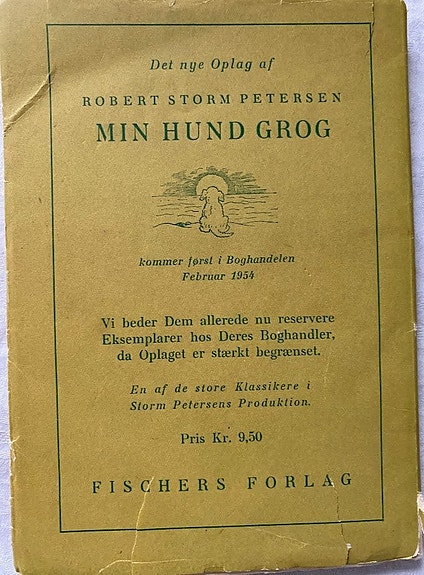 Det nye Oplag af
ROBERT STORM PETERSEN
MIN HUND GROG
kommer først i Boghandelen
Februar 1954
Vi beder Dem allerede nu reservere
Eksemplarer hos Deres Boghandler,
da Oplaget er stærkt begrænset.
En af de store Klassikere i
Storm Petersens Produktion.
Pris Kr. 9,50
FISCHERS FORLAG